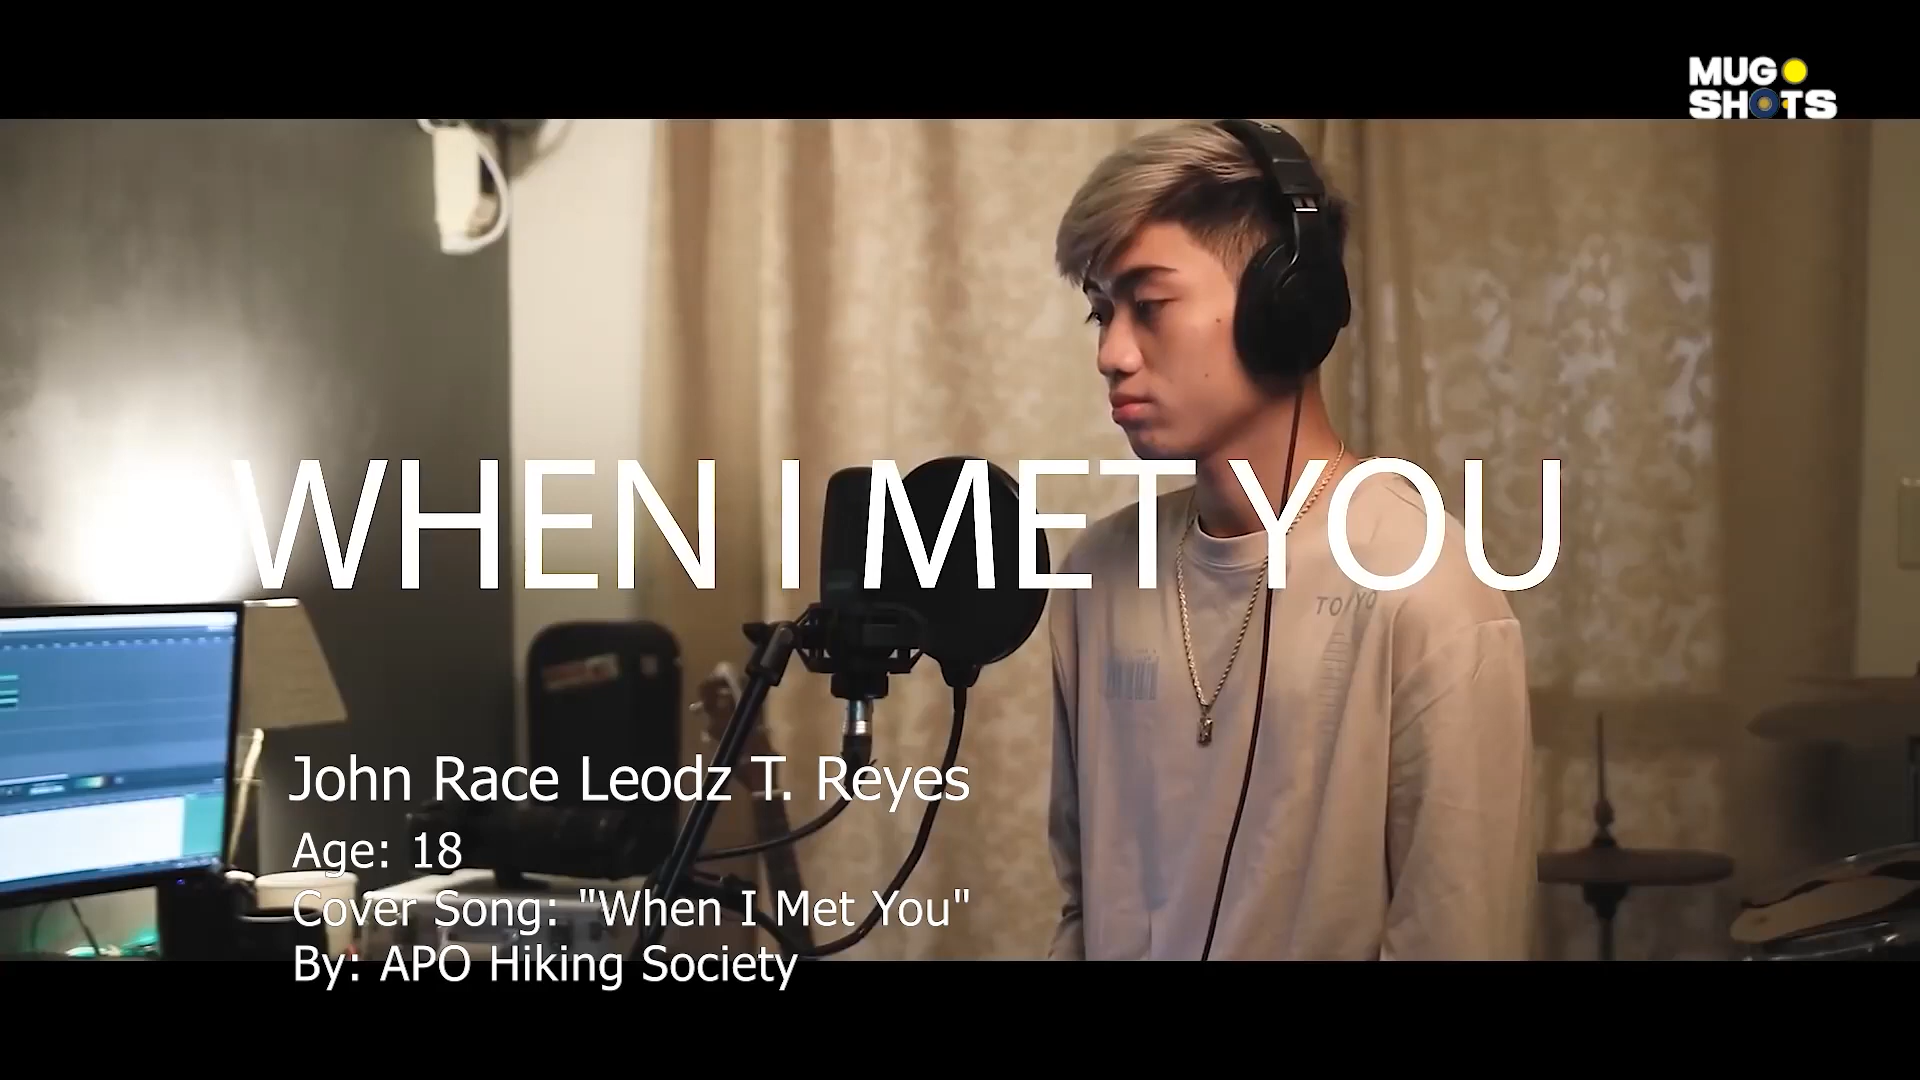 MUG
SHOTS
WHEN I MET YOU
TOKYO
John Race Leodz T. Reyes
Age: 18
Cover Song: "When I Met You"
By: APO Hiking Society